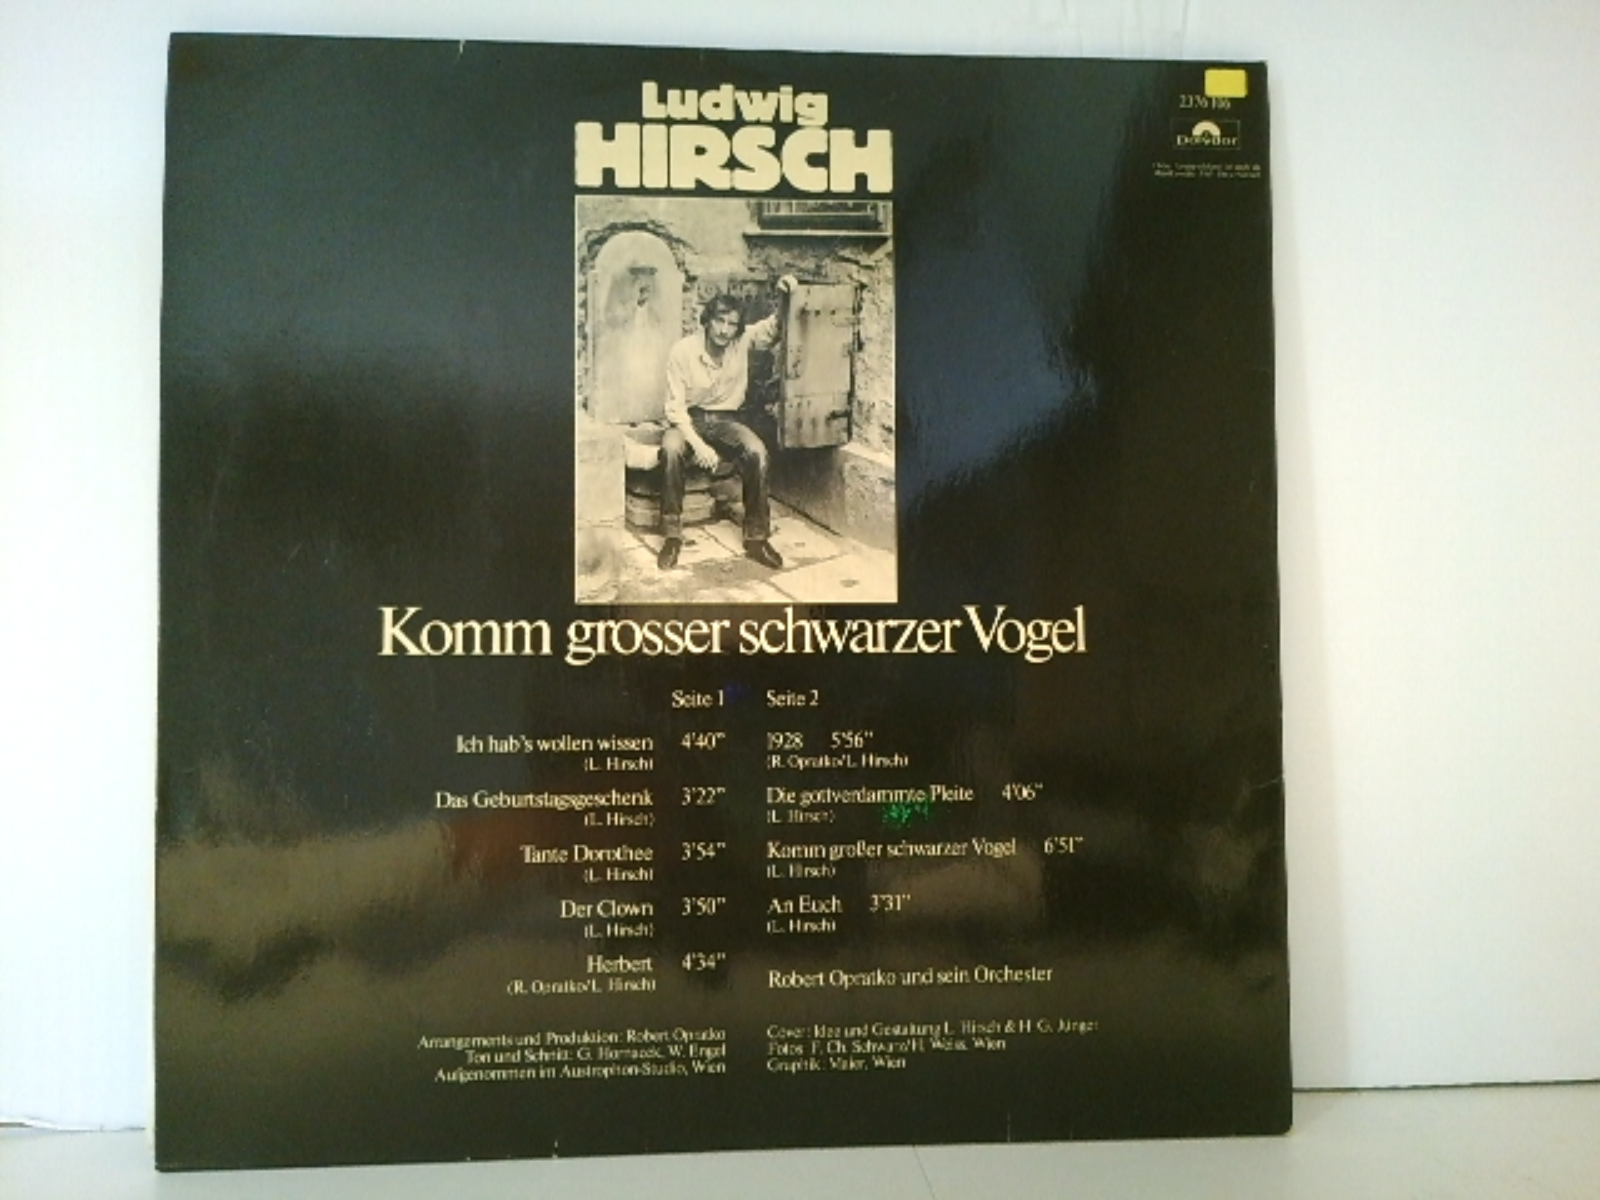 Ludwig
HIRSCH
2376 106
Polydor
Komm grosser schwarzer Vogel
Seite 1
Ich hab's wollen wissen 4'40"
(L. Hirsch)
Das Geburtstagsgeschenk 3'22"
(L. Hirsch)
Tante Dorothee 3'54"
(L. Hirsch)
Der Clown 3'50"
(L. Hirsch)
Herbert 4'34"
(R. Opratko/L. Hirsch)
Arrangements und Produktion: Robert Opratko
Ton und Schnitt: G. Hornacek, W. Engel
Aufgenommen im Austrophon-Studio, Wien
Seite 2
1928 5'56"
(R. Opratko/L. Hirsch)
Die gottverdammte Pleite 4'06"
(L. Hirsch)
Komm großer schwarzer Vogel 6'51"
(L. Hirsch)
An Euch 3'31"
(L. Hirsch)
Robert Opratko und sein Orchester
Cover: Idee und Gestaltung L. Hirsch & H. G. Jünger
Fotos: F. Ch. Schwarz/H. Weiss, Wien
Graphik: Maier, Wien